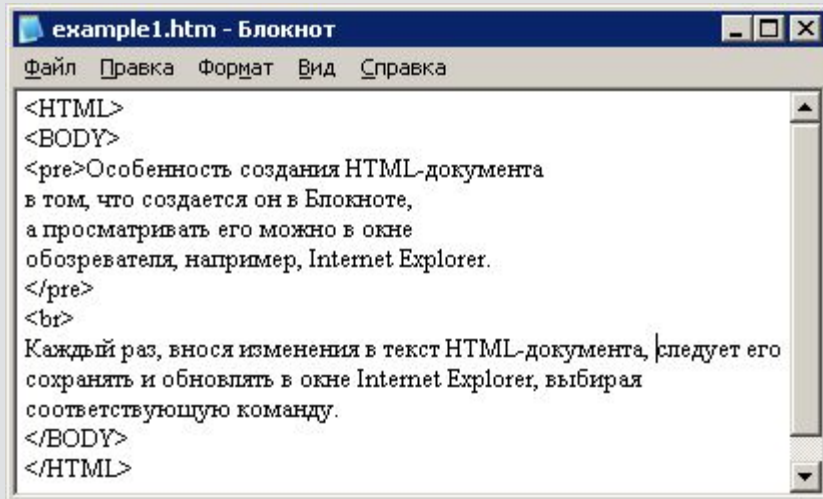 example1.htm - Блокнот
Файл Правка Формат Вид Справка
<HTML>
<BODY>
<pre>Особенность создания HTML-документа
в том, что создается он в Блокноте,
а просматривать его можно в окне
обозревателя, например, Internet Explorer.
</pre>
<br>
Каждый раз, внося изменения в текст HTML-документа, следует его
сохранять и обновлять в окне Internet Explorer, выбирая
соответствующую команду.
</BODY>
</HTML>